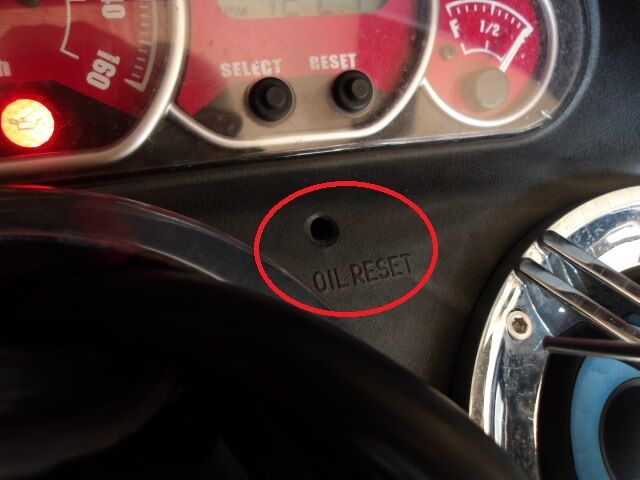 160
SELECT
RESET
F
1/2
OIL RESET